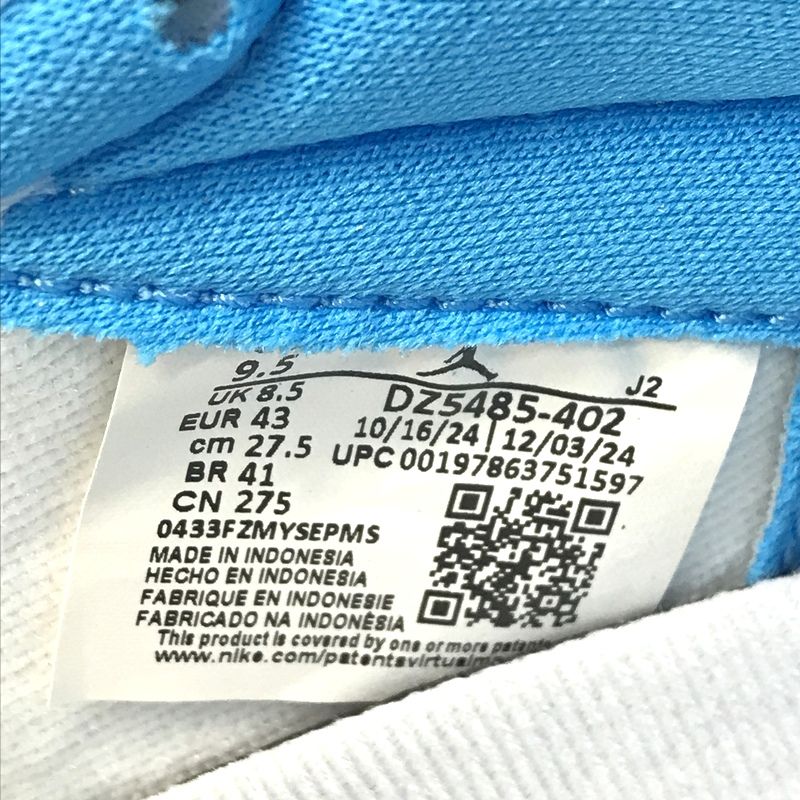 9.5
UK 8.5
EUR 43
cm 27.5
BR 41
CN 275
J2
DZ5485-402
10/16/24 | 12/03/24
UPC 00197863751597
0433FZMYSEPMS
MADE IN INDONESIA
HECHO EN INDONESIA
FABRIQUE EN INDONESIE
FABRICADO NA INDONÉSIA
This product is covered by one or more patents
www.nike.com/patentsvirtual